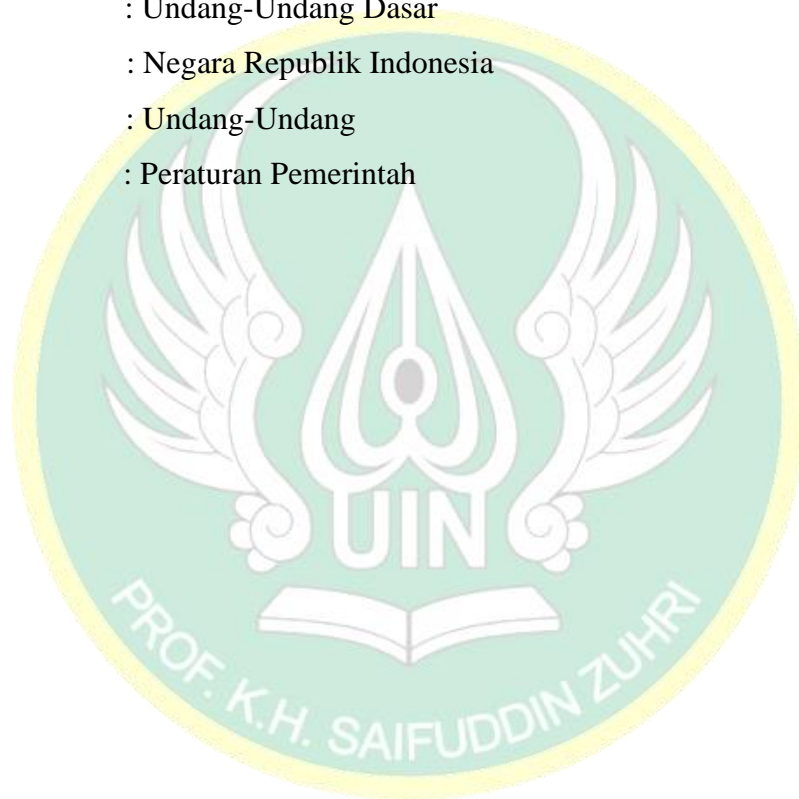 : Undang-Undang Dasar
: Negara Republik Indonesia
: Undang-Undang
: Peraturan Pemerintah
UIN
PROF. K.H. SAIFUDDIN ZUHRI